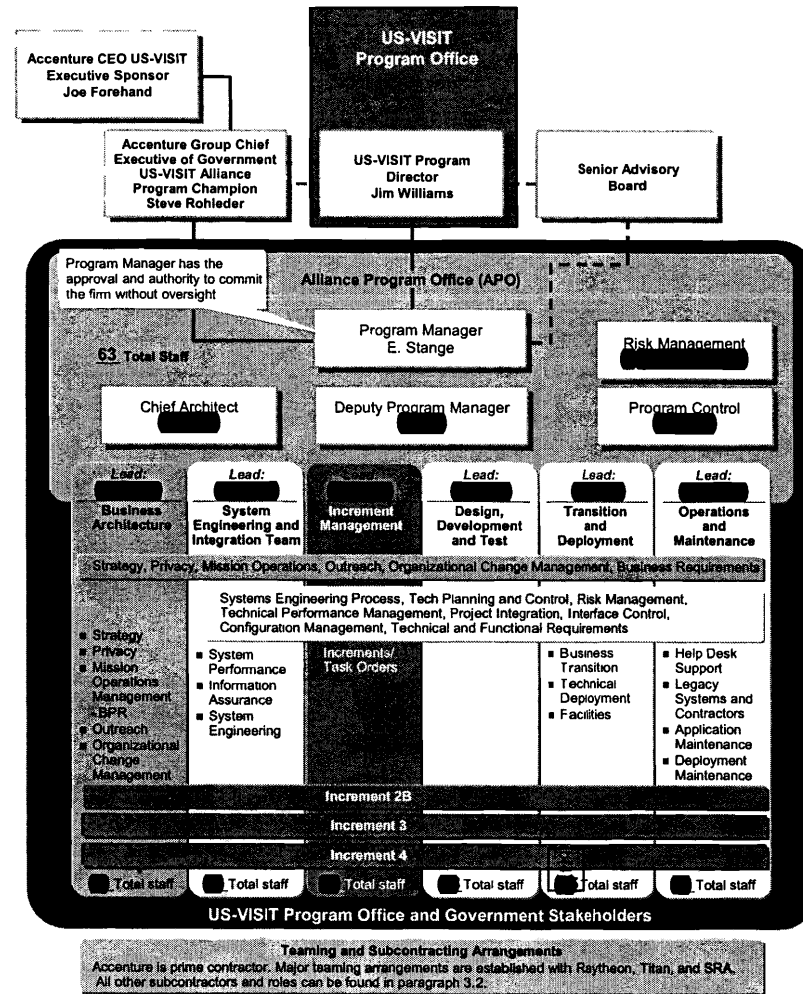 US-VISIT
Program Office
Accenture CEO US-VISIT
Executive Sponsor
Joe Forehand
Accenture Group Chief
Executive of Government
US-VISIT Alliance
Program Champion
Steve Rohleder
US-VISIT Program
Director
Jim Williams
Senior Advisory
Board
Program Manager has the
approval and authority to commit
the firm without oversight
Alliance Program Office (APO)
Program Manager
E. Stange
63 Total Staff
Risk Management
Chief Architect
Deputy Program Manager
Program Control
Lead:
Business
Architecture
Lead:
System
Engineering and
Integration Team
Lead:
Increment
Management
Lead:
Design,
Development
and Test
Lead:
Transition
and
Deployment
Lead:
Operations
and
Maintenance
Strategy, Privacy, Mission Operations, Outreach, Organizational Change Management, Business Requirements
Systems Engineering Process, Tech Planning and Control, Risk Management,
Technical Performance Management, Project Integration, Interface Control,
Configuration Management, Technical and Functional Requirements
▪ Strategy
▪ Privacy
▪ Mission
Operations
Management
- BPR
▪ Outreach
▪ Organizational
Change
Management
▪ System
Performance
▪ Information
Assurance
▪ System
Engineering
Increments/
Task Orders
▪ Business
Transition
▪ Technical
Deployment
▪ Facilities
▪ Help Desk
Support
▪ Legacy
Systems and
Contractors
▪ Application
Maintenance
▪ Deployment
Maintenance
Increment 2B
Increment 3
Increment 4
Total staff
Total staff
Total staff
Total staff
Total staff
Total staff
US-VISIT Program Office and Government Stakeholders
Teaming and Subcontracting Arrangements
Accenture is prime contractor. Major teaming arrangements are established with Raytheon, Titan, and SRA.
All other subcontractors and roles can be found in paragraph 3.2.